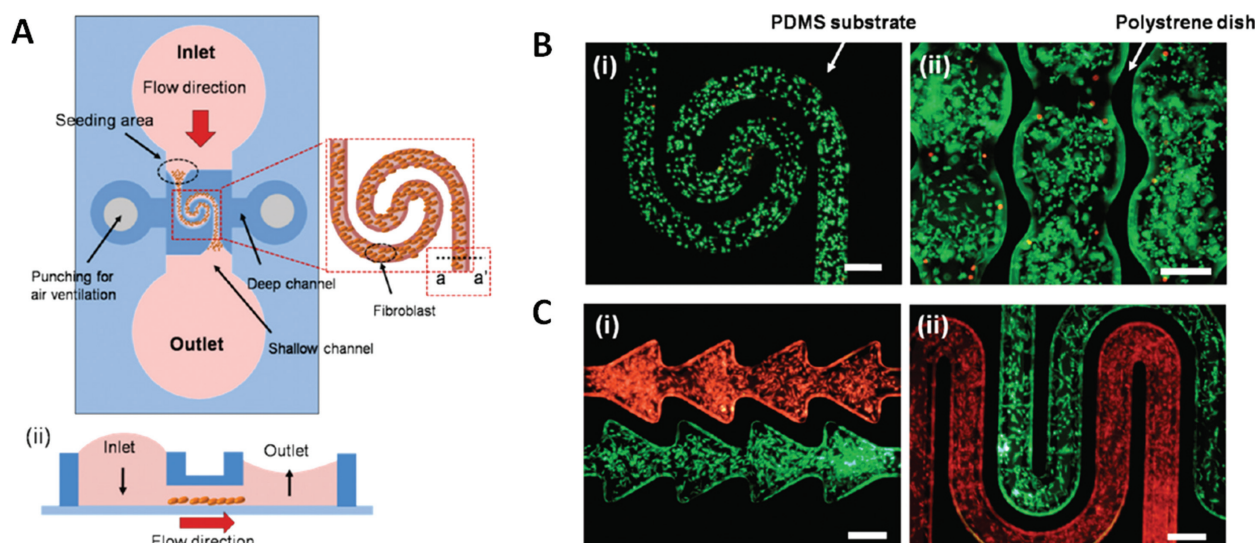 A
Inlet
Flow direction
Seeding area
Punching for
air ventilation
Deep channel
a a'
Fibroblast
Shallow channel
Outlet
(ii)
Inlet
Outlet
Flow direction
B
PDMS substrate
Polystrene dish
(i)
(ii)
C
(i)
(ii)